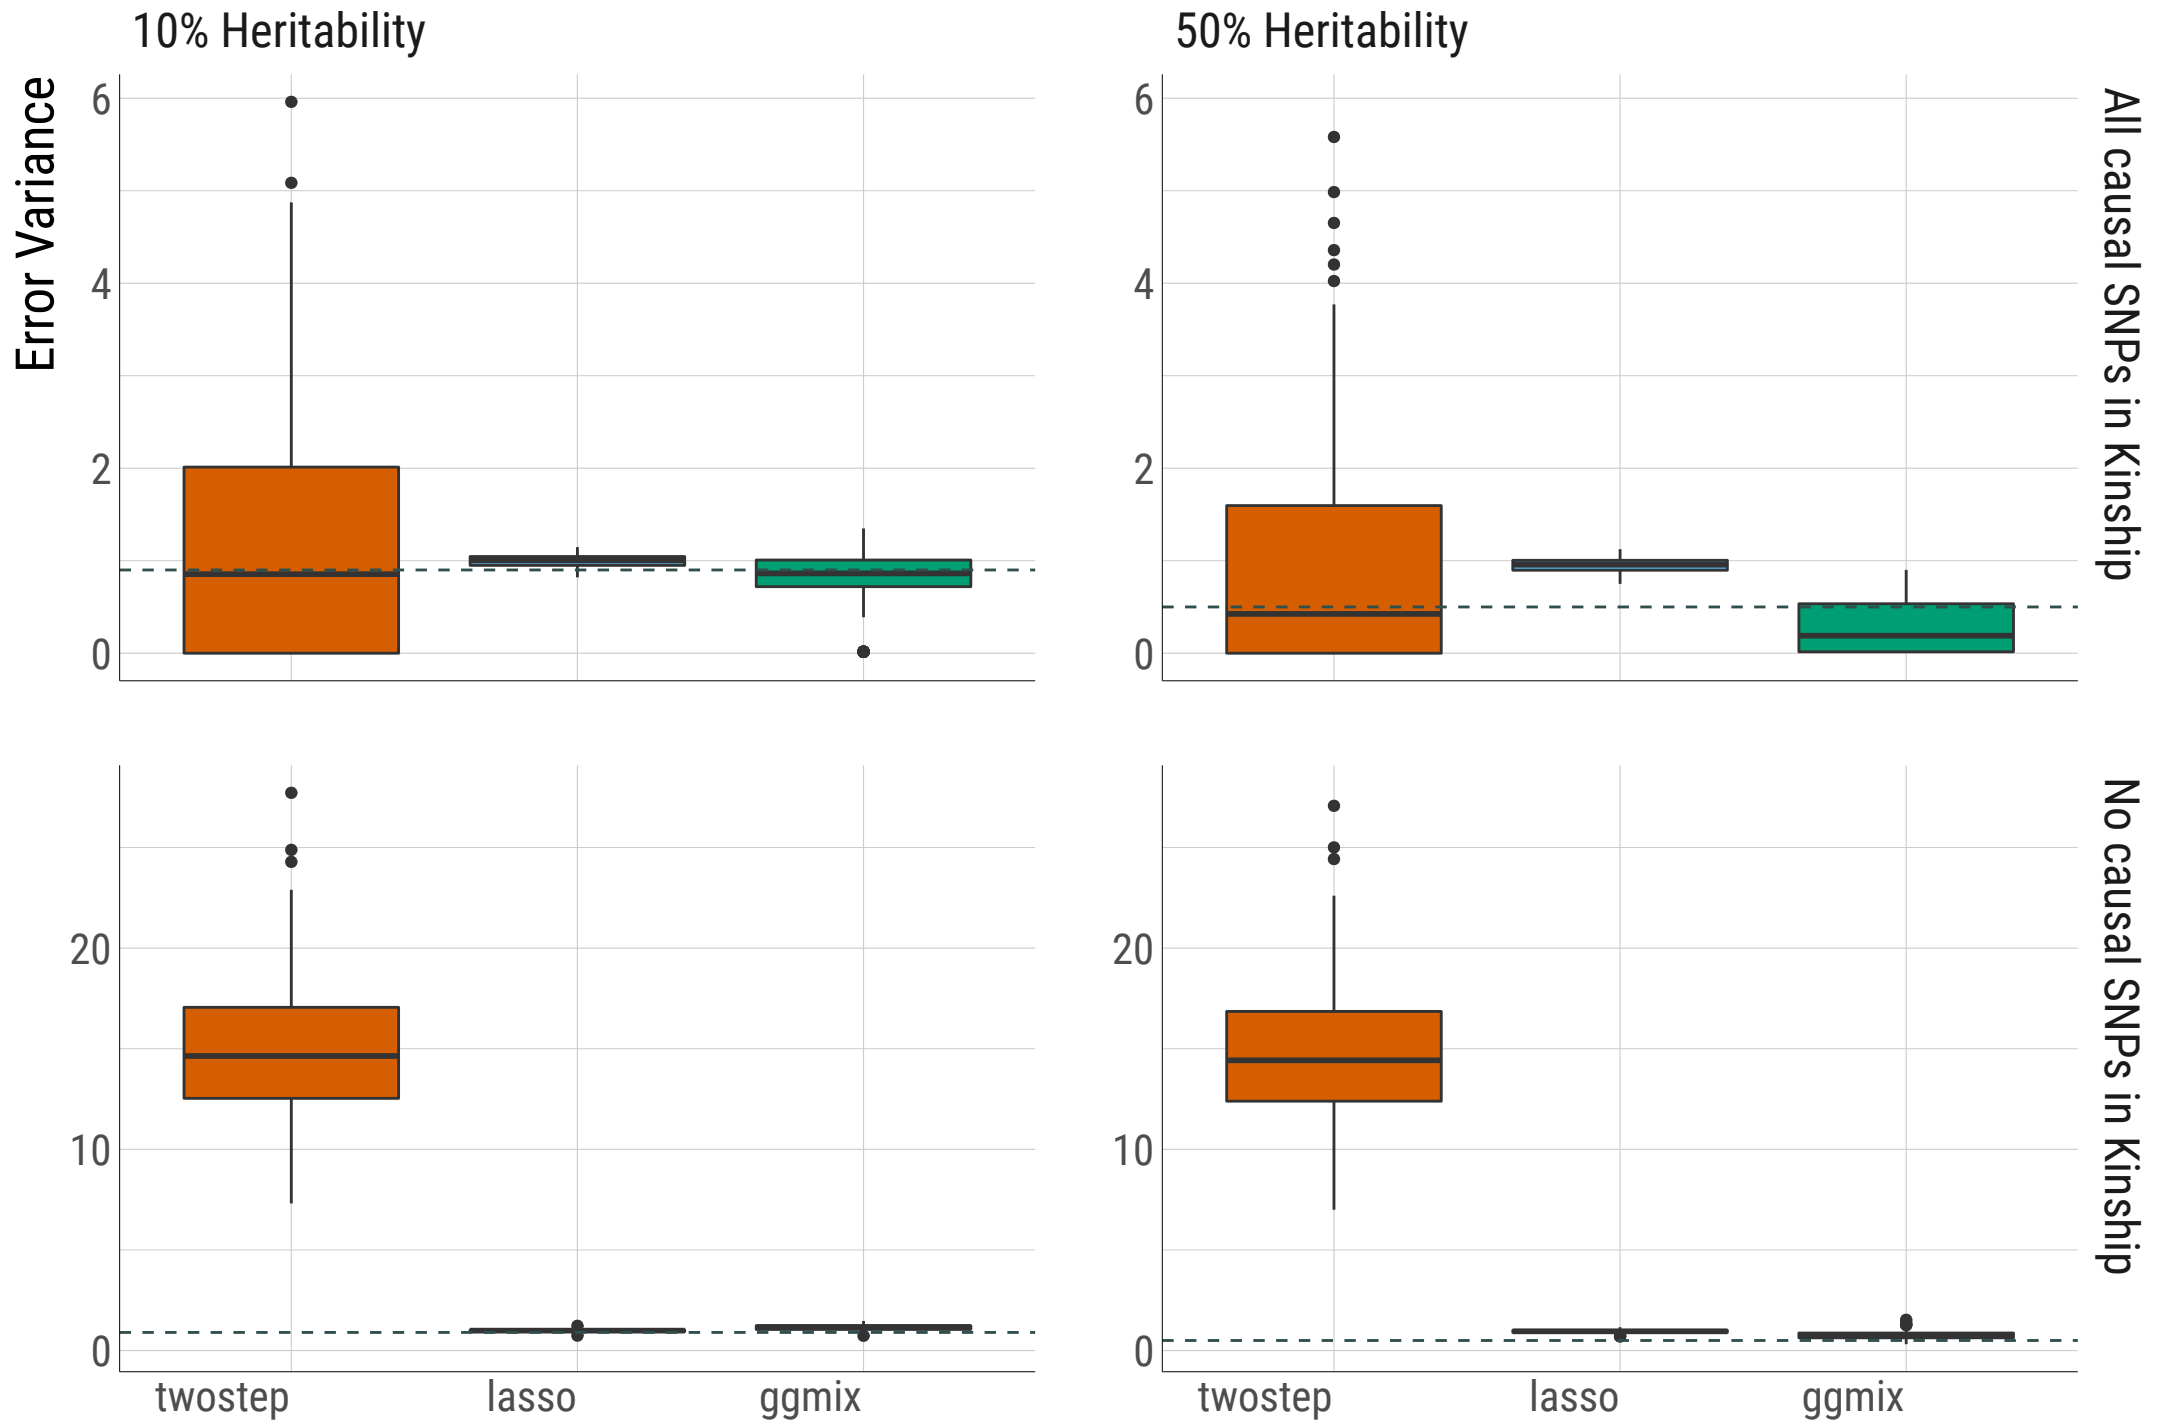 10% Heritability
50% Heritability
Error Variance
6
4
2
0
6
4
2
0
All causal SNPs in Kinship
20
10
0
20
10
0
No causal SNPs in Kinship
twostep lasso ggmix
twostep lasso ggmix